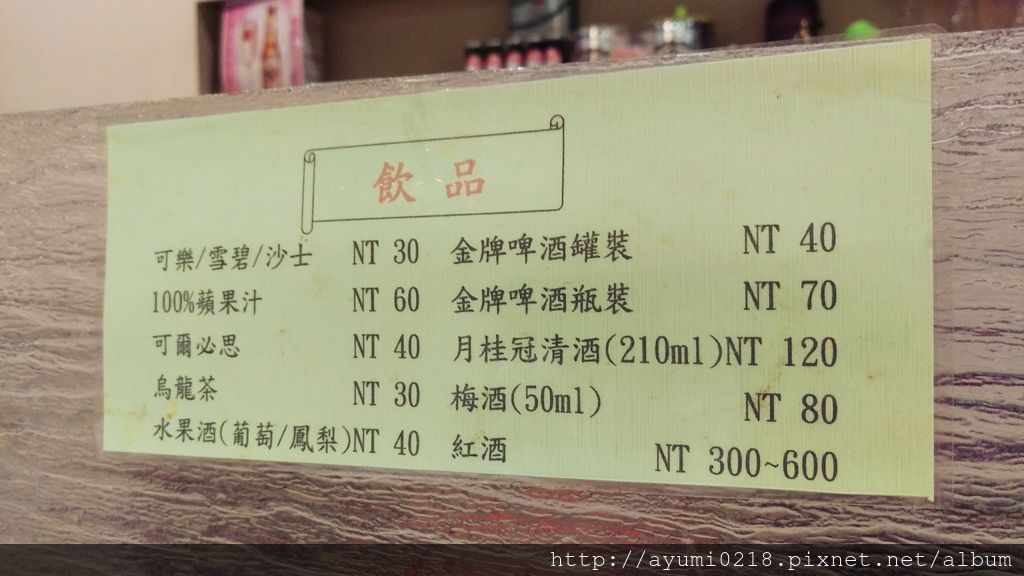 飲品
可樂/雪碧/沙士 NT 30
100%蘋果汁 NT 60
可爾必思 NT 40
烏龍茶 NT 30
水果酒(葡萄/鳳梨)NT 40
金牌啤酒罐裝 NT 40
金牌啤酒瓶裝 NT 70
月桂冠清酒(210ml)NT 120
梅酒(50ml) NT 80
紅酒 NT 300~600
http://ayumi0218.pixnet.net/album